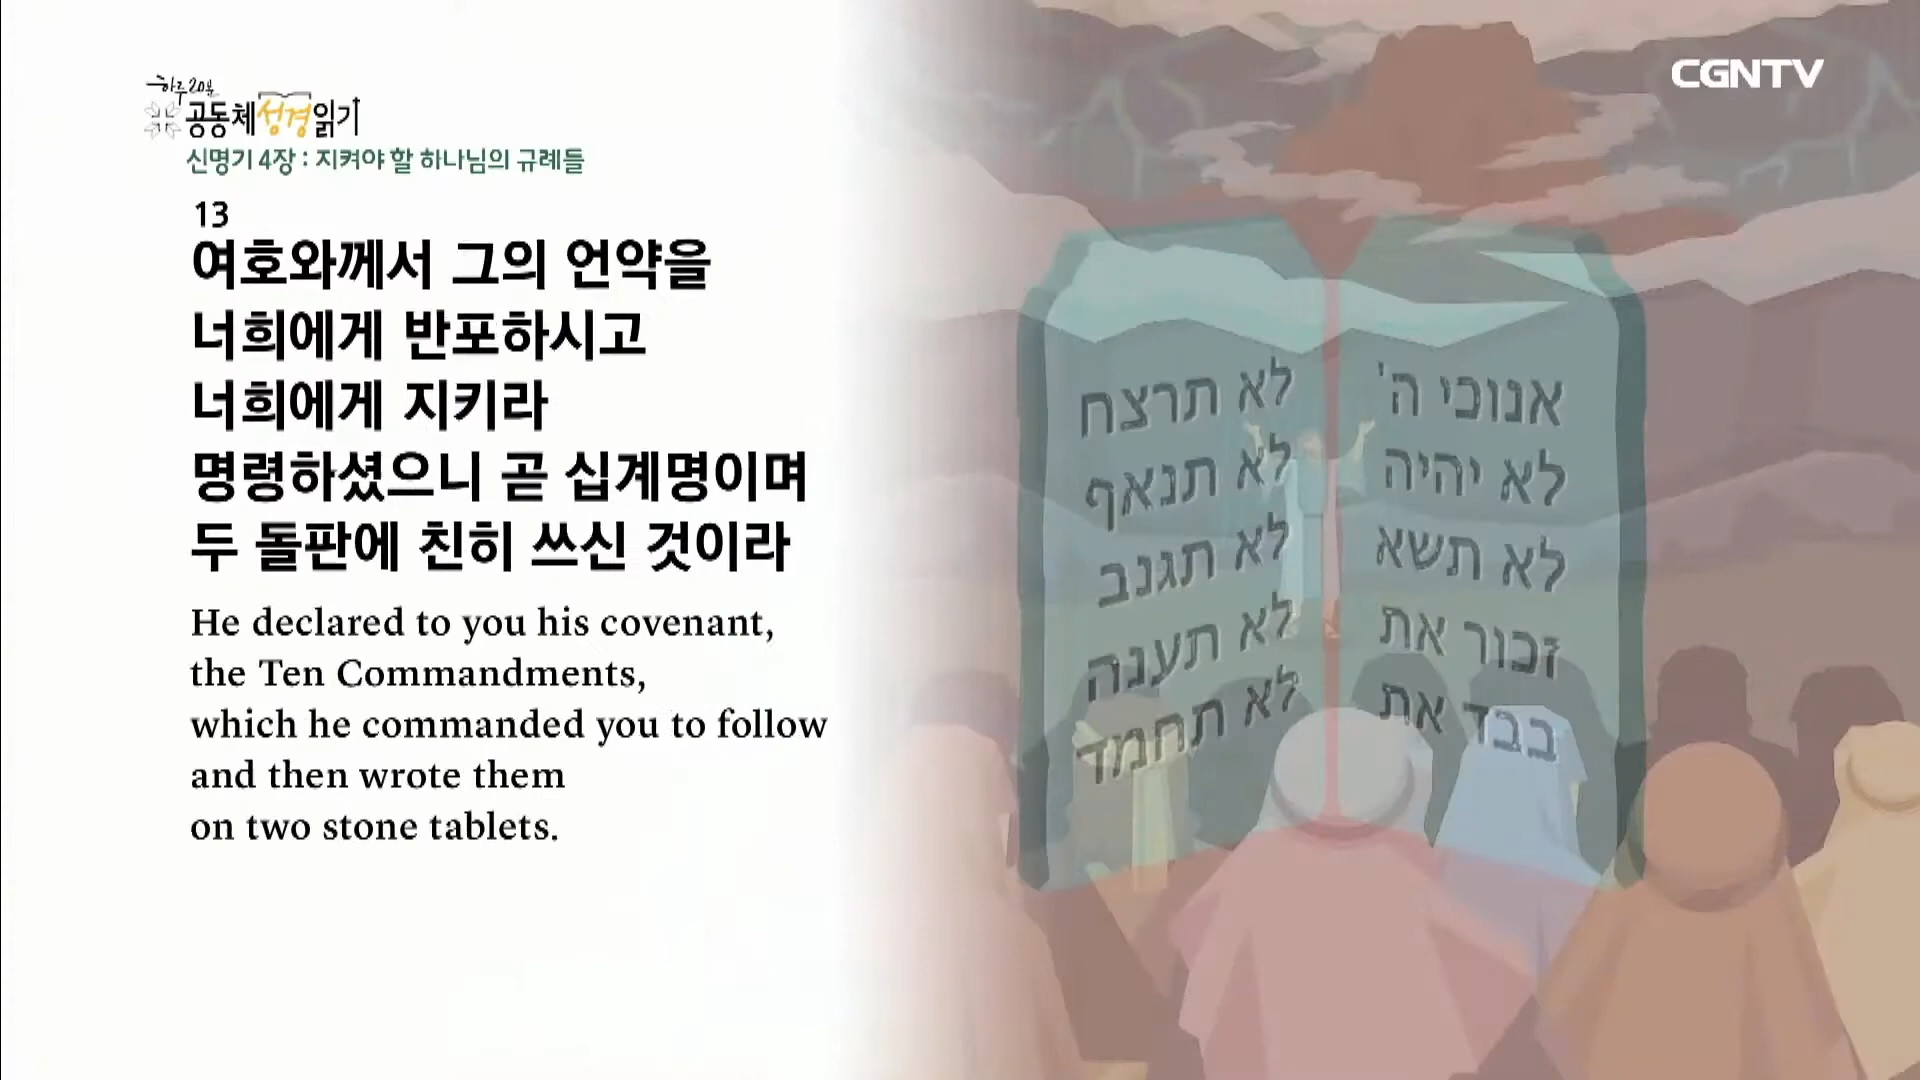 하루 20분
공동체성경읽기
신명기 4장 : 지켜야 할 하나님의 규례들
CGNTV
13
여호와께서 그의 언약을
너희에게 반포하시고
너희에게 지키라
명령하셨으니 곧 십계명이며
두 돌판에 친히 쓰신 것이라
He declared to you his covenant,
the Ten Commandments,
which he commanded you to follow
and then wrote them
on two stone tablets.
אנוכי ה'
לא יהיה
לא תשא
זכור את
כבד את
לא תרצח
לא תנאף
לא תגנב
לא תענה
לא תחמד